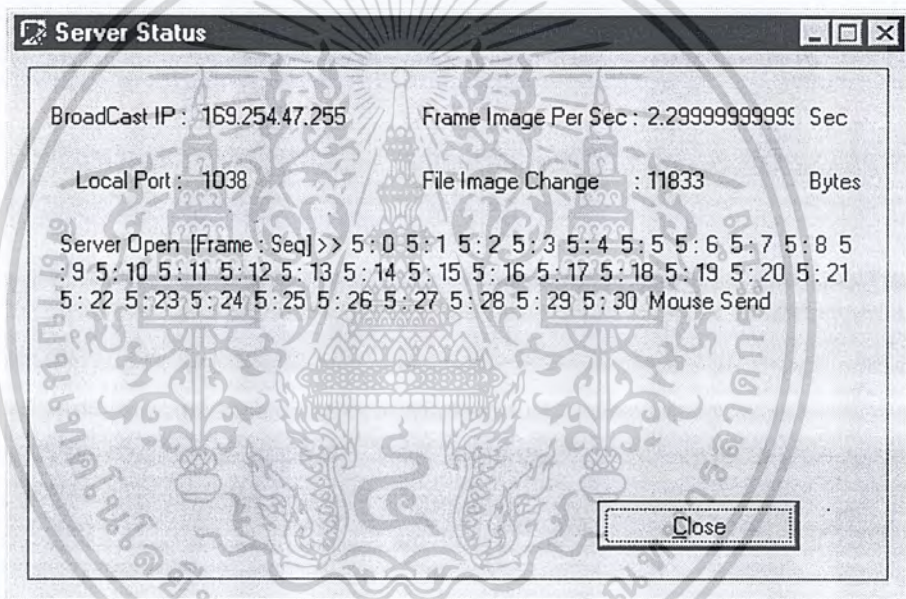 Server Status
BroadCast IP : 169.254.47.255 Frame Image Per Sec : 2.29999999999 Sec
Local Port : 1038 File Image Change : 11833 Bytes
Server Open [Frame : Seq] >> 5 : 0 5 : 1 5 : 2 5 : 3 5 : 4 5 : 5 5 : 6 5 : 7 5 : 8 5
: 9 5 : 10 5 : 11 5 : 12 5 : 13 5 : 14 5 : 15 5 : 16 5 : 17 5 : 18 5 : 19 5 : 20 5 : 21
5 : 22 5 : 23 5 : 24 5 : 25 5 : 26 5 : 27 5 : 28 5 : 29 5 : 30 Mouse Send
Close